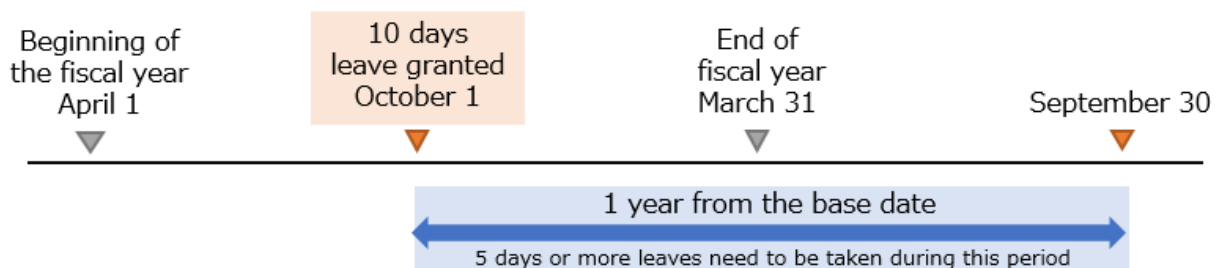 Beginning of
the fiscal year
April 1
10 days
leave granted
October 1
End of
fiscal year
March 31
September 30
1 year from the base date
5 days or more leaves need to be taken during this period